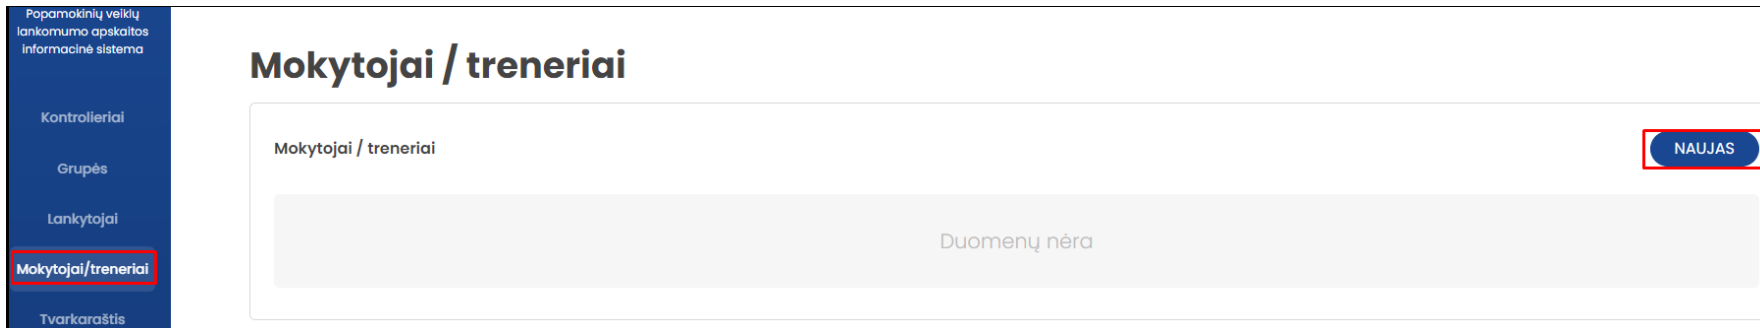 Popamokinių veiklų
lankomumo apskaitos
informacinė sistema
Kontrolieriai
Grupės
Lankytojai
Mokytojai/treneriai
Tvarkaraštis
Mokytojai / treneriai
Mokytojai / treneriai
NAUJAS
Duomenų nėra